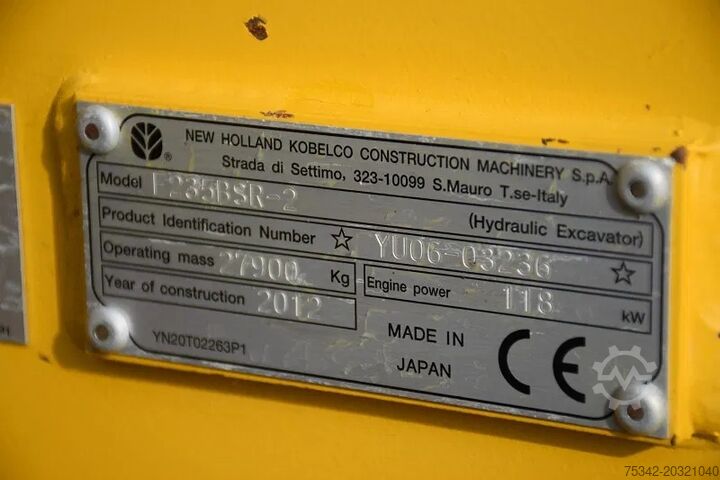 NEW HOLLAND KOBELCO CONSTRUCTION MACHINERY S.p.A.
Strada di Settimo, 323-10099 S.Mauro T.se-Italy
Model E235BSR-2 (Hydraulic Excavator)
Product Identification Number ☆ YU06-03236 ☆
Operating mass 27900 Kg
Engine power 118 kW
Year of construction 2012
MADE IN
JAPAN
CE
YN20T02263P1
H
75342-20321040